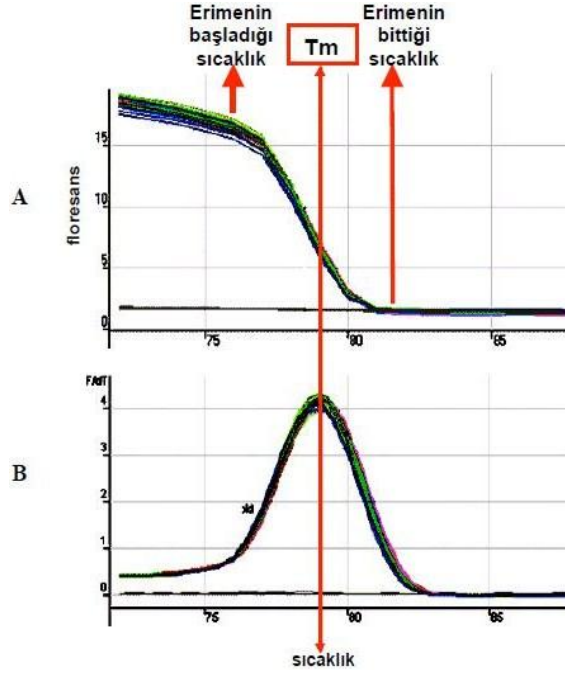 Erimenin
başladığı
sıcaklık
Tm
Erimenin
bittiği
sıcaklık
A
floresans
15
10
5
0
75
80
85
B
F/dT
4
3
2
1
0
75
80
85
sıcaklık